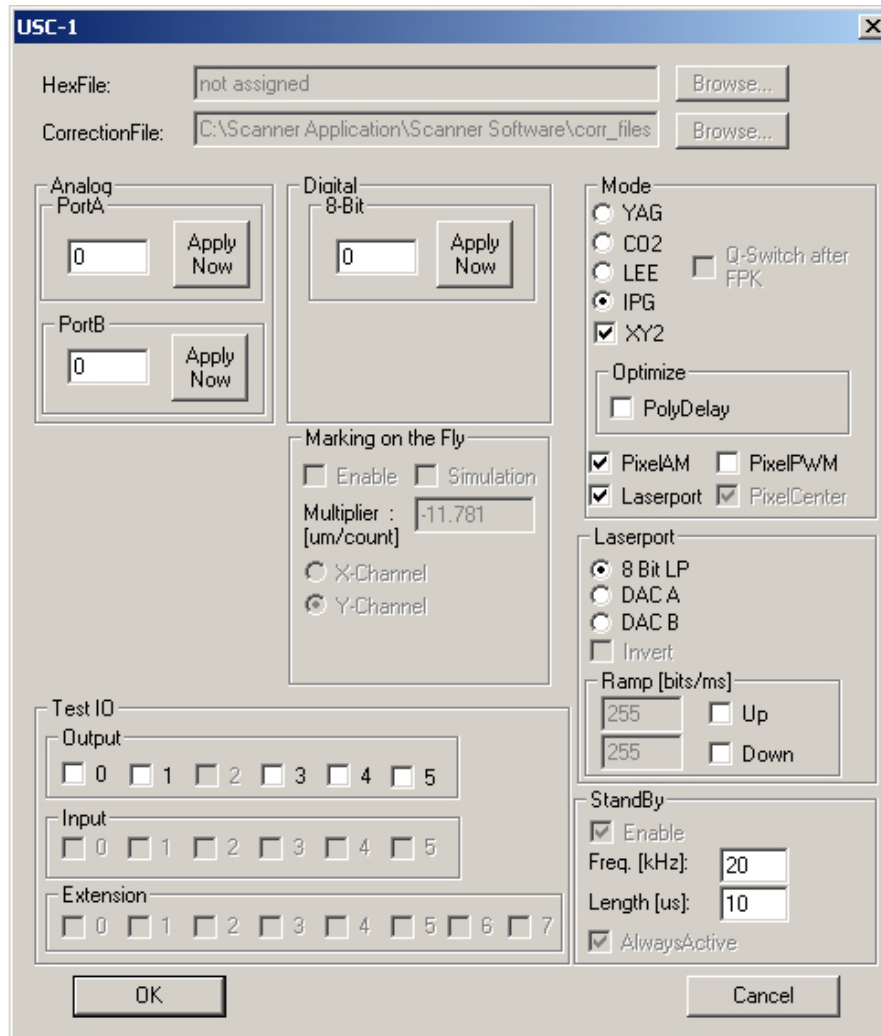 USC-1
HexFile: not assigned Browse...
CorrectionFile: C:\Scanner Application\Scanner Software\corr_files Browse...
Analog
PortA
0 Apply Now
PortB
0 Apply Now
Digital
8-Bit
0 Apply Now
Marking on the Fly
Enable Simulation
Multiplier : -11.781
[um/count]
X-Channel
Y-Channel
Mode
YAG
CO2
LEE
IPG
XY2
Q-Switch after
FPK
Optimize
PolyDelay
PixelAM PixelPWM
Laserport PixelCenter
Laserport
8 Bit LP
DAC A
DAC B
Invert
Ramp [bits/ms]
255 Up
255 Down
Test IO
Output
0 1 2 3 4 5
Input
0 1 2 3 4 5
Extension
0 1 2 3 4 5 6 7
StandBy
Enable
Freq. [kHz]: 20
Length [us]: 10
AlwaysActive
OK Cancel